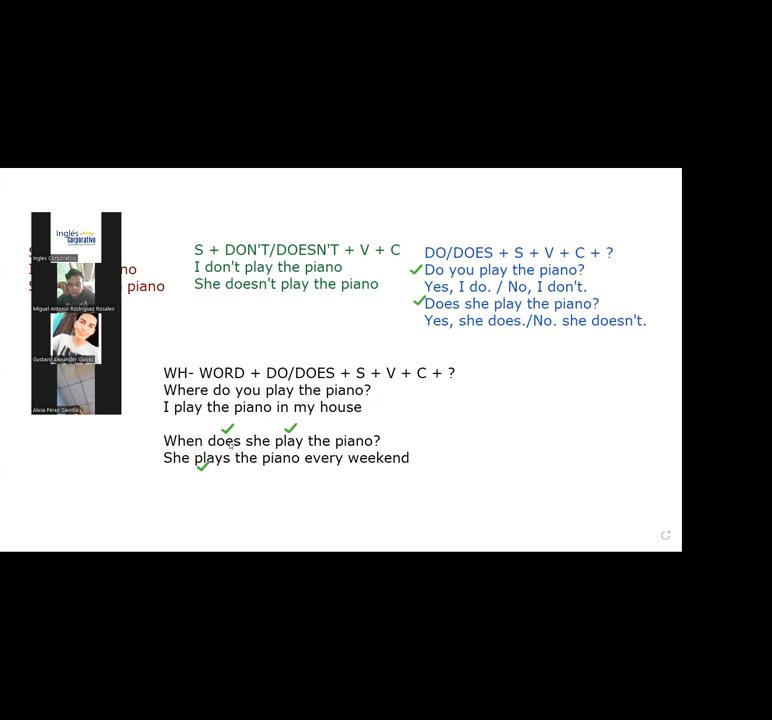 Inglés
corporativo
Ingles Corporativo
Miguel Antonio Rodriguez Rosales
Gustavo Alejander Galvez
Alicia Pérez Gavidia
no
piano
S + DON'T/DOESN'T + V + C
I don't play the piano
She doesn't play the piano
DO/DOES + S + V + C + ?
Do you play the piano?
Yes, I do. / No, I don't.
Does she play the piano?
Yes, she does./No. she doesn't.
WH- WORD + DO/DOES + S + V + C + ?
Where do you play the piano?
I play the piano in my house
When does she play the piano?
She plays the piano every weekend